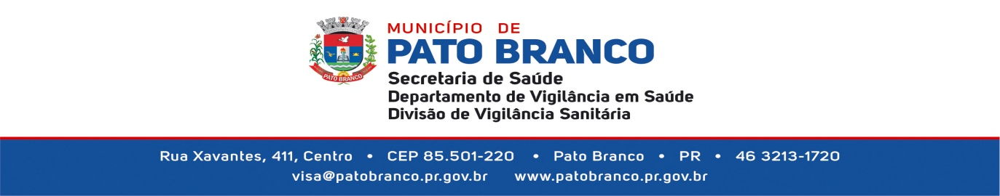 MUNICÍPIO DE
PATO BRANCO
Secretaria de Saúde
Departamento de Vigilância em Saúde
Divisão de Vigilância Sanitária
PATO BRANCO
Rua Xavantes, 411, Centro • CEP 85.501-220 • Pato Branco • PR • 46 3213-1720
visa@patobranco.pr.gov.br www.patobranco.pr.gov.br